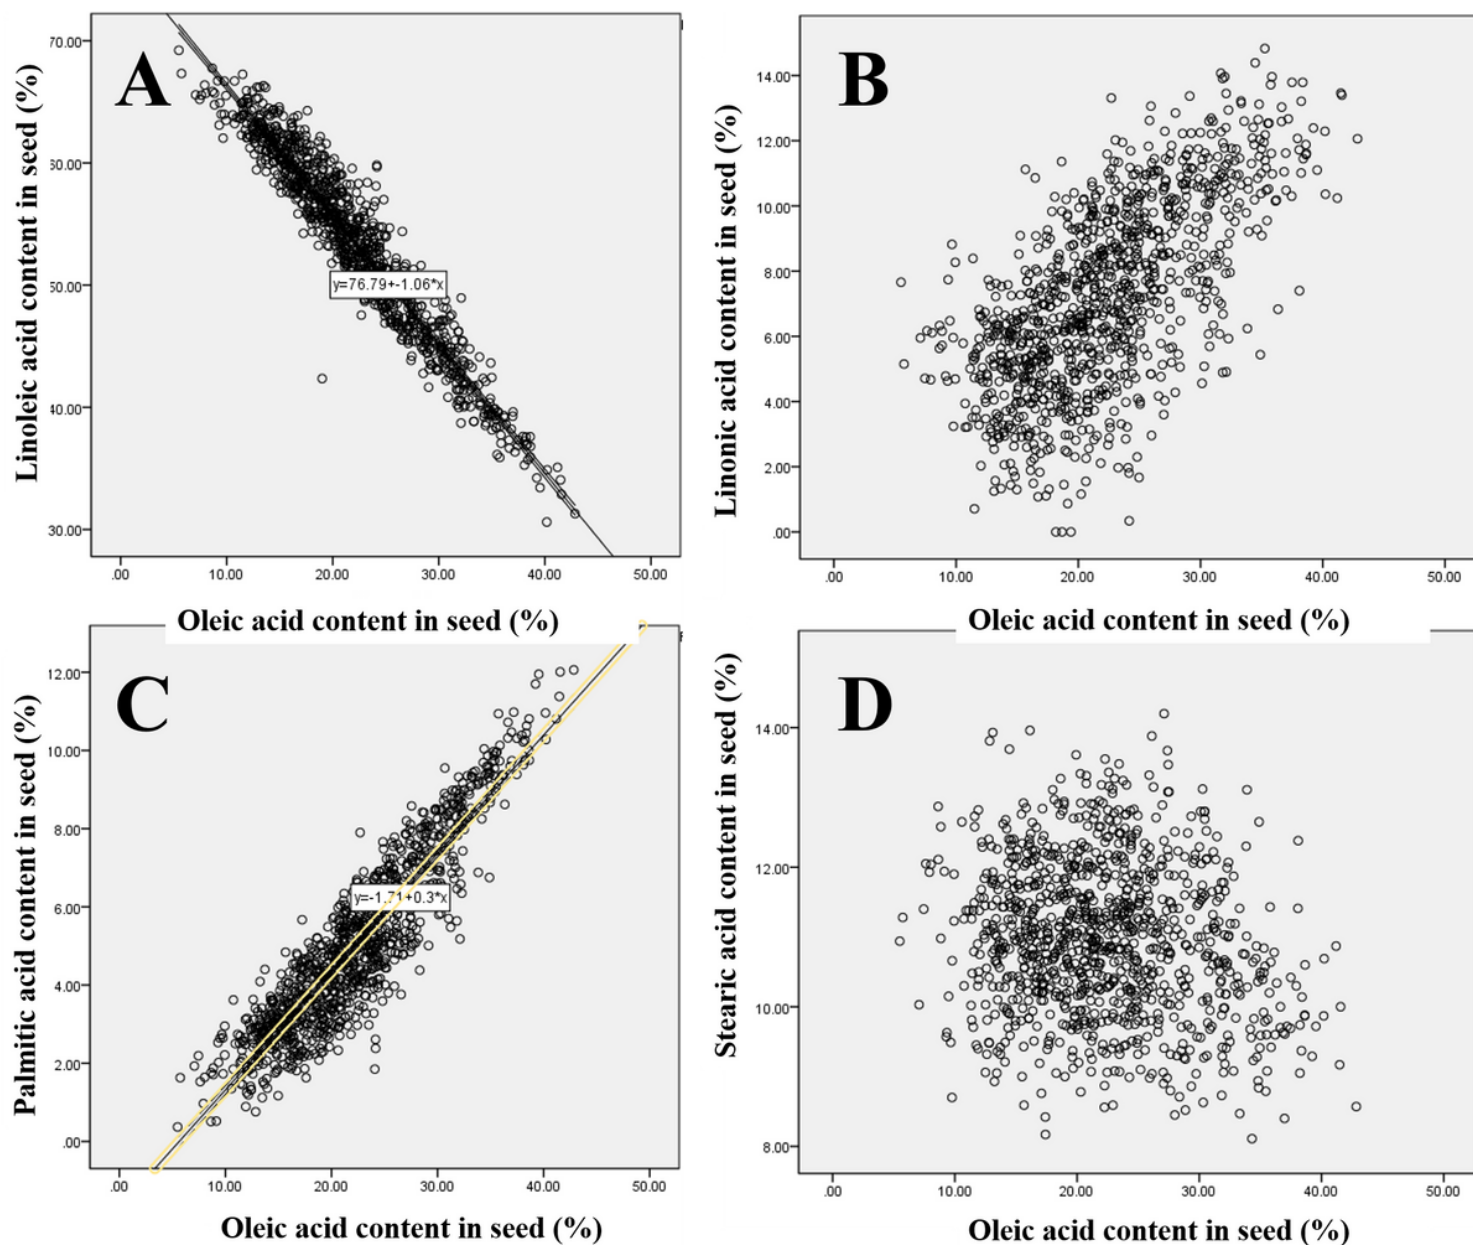 A
Linoleic acid content in seed (%)
70.00
60.00
50.00
40.00
30.00
y=76.79+-1.06*x
.00 10.00 20.00 30.00 40.00 50.00
Oleic acid content in seed (%)
B
Linonic acid content in seed (%)
14.00
12.00
10.00
8.00
6.00
4.00
2.00
.00
.00 10.00 20.00 30.00 40.00 50.00
Oleic acid content in seed (%)
C
Palmitic acid content in seed (%)
12.00
10.00
8.00
6.00
4.00
2.00
.00
y=-1.71+0.3*x
.00 10.00 20.00 30.00 40.00 50.00
Oleic acid content in seed (%)
D
Stearic acid content in seed (%)
14.00
12.00
10.00
8.00
.00 10.00 20.00 30.00 40.00 50.00
Oleic acid content in seed (%)